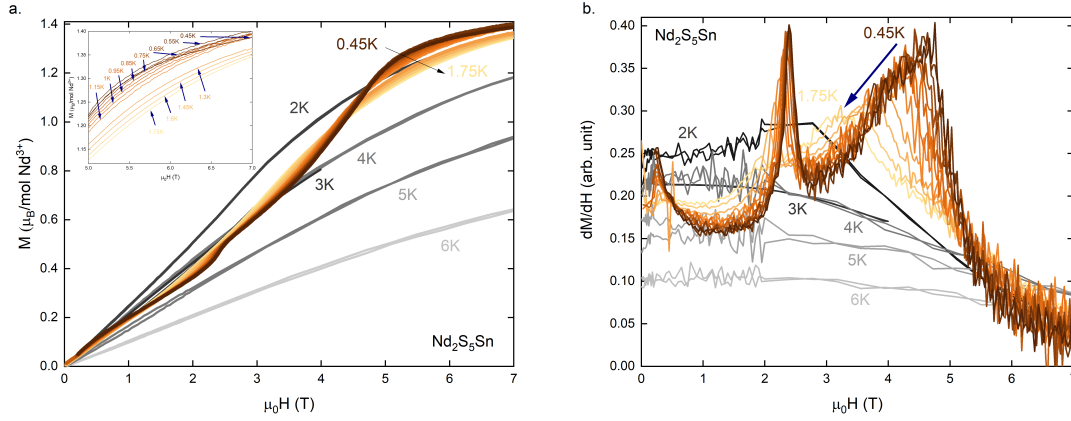 a.
M (μB/mol Nd3+)
1.4
1.2
1.0
0.8
0.6
0.4
0.2
0.0
0 1 2 3 4 5 6 7
μ0H (T)
0.45K
1.75K
2K
4K
3K
5K
6K
Nd2S5Sn
M (μB/mol Nd3+)
1.40
1.35
1.30
1.25
1.20
1.15
5.0 5.5 6.0 6.5 7.0
μ0H (T)
0.45K
0.55K
0.65K
0.75K
0.85K
0.95K
1K
1.15K
1.3K
1.45K
1.6K
1.75K
b.
dM/dH (arb. unit)
0.40
0.35
0.30
0.25
0.20
0.15
0.10
0.05
0.00
0 1 2 3 4 5 6 7
μ0H (T)
Nd2S5Sn
0.45K
1.75K
2K
3K
4K
5K
6K